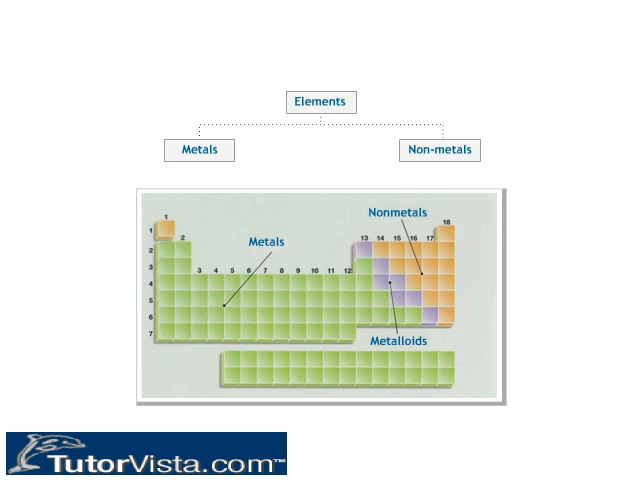 Elements
Metals Non-metals
Nonmetals
18
1
1
2 Metals 13 14 15 16 17
2
3 3 4 5 6 7 8 9 10 11 12
4
5
6
7
Metalloids
TutorVista.com™